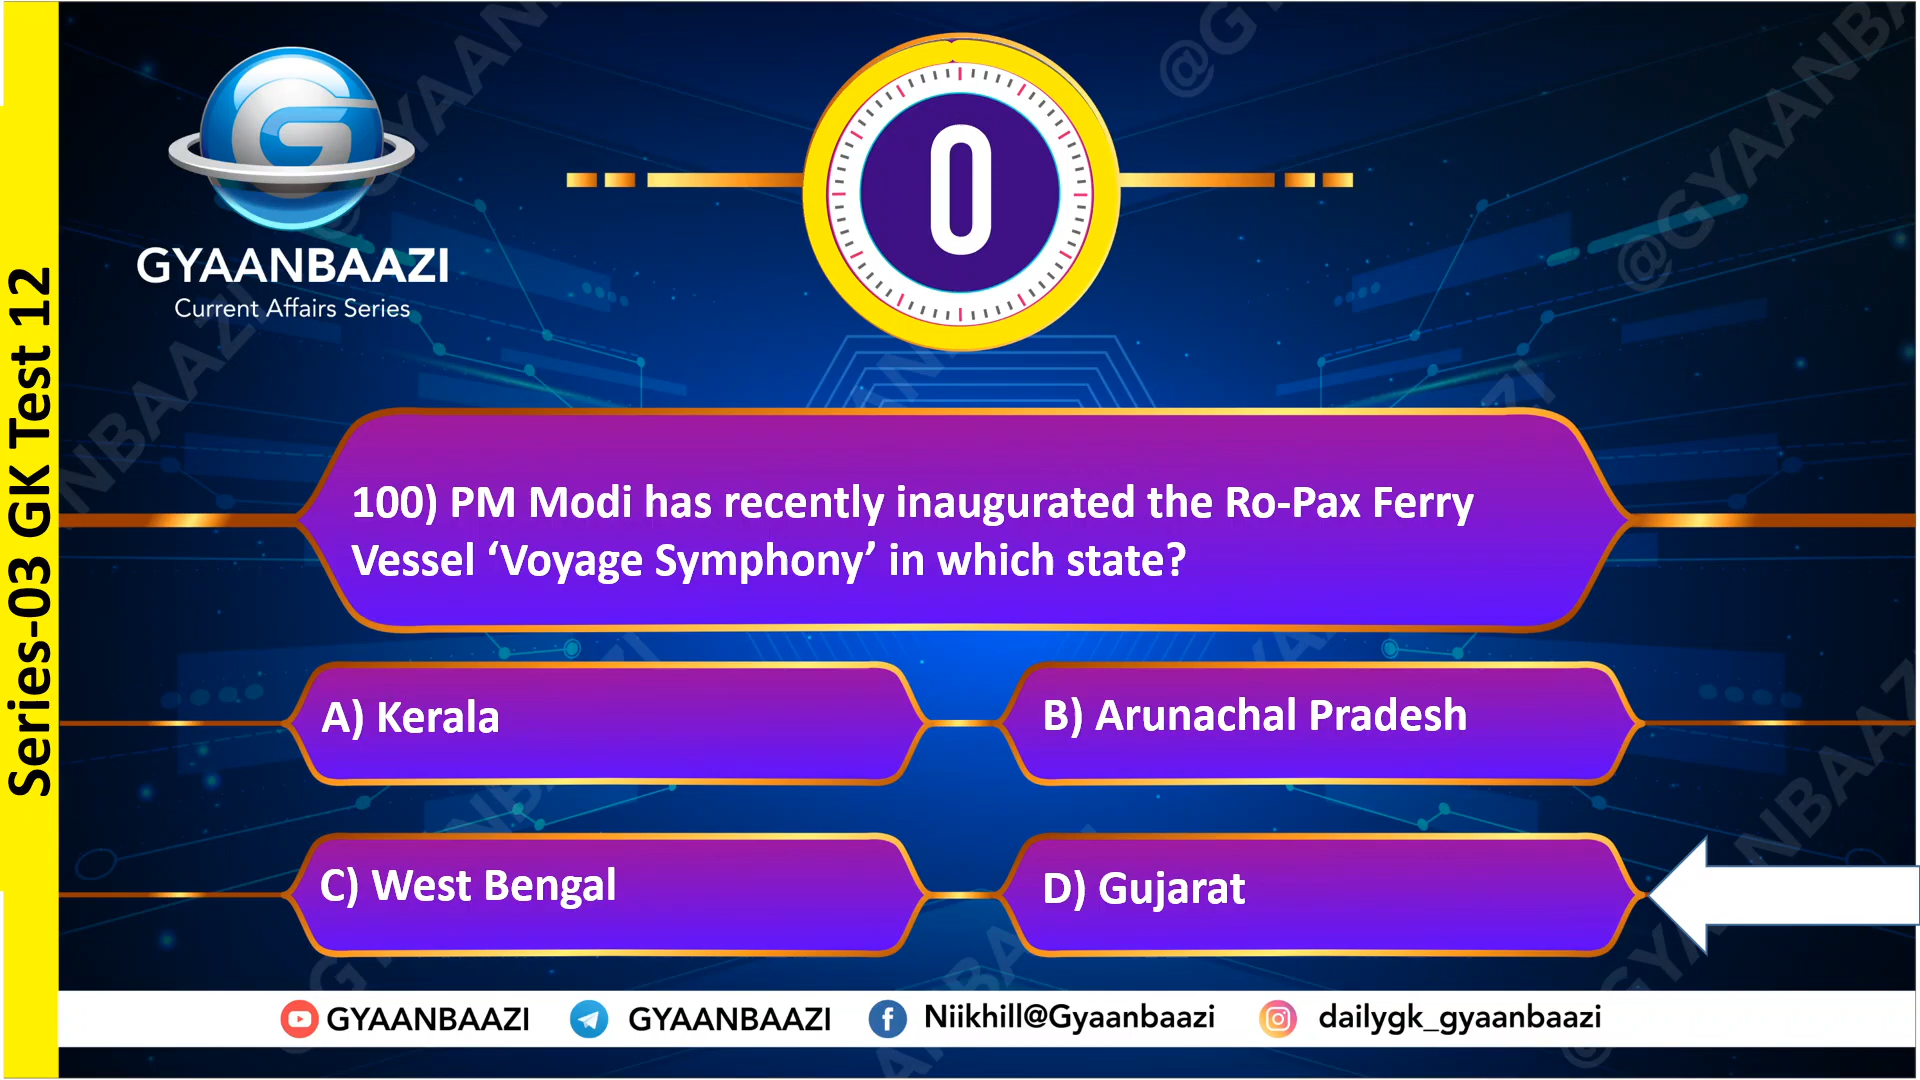 Series-03 GK Test 12
GYAANBAAZI
Current Affairs Series
0
100) PM Modi has recently inaugurated the Ro-Pax Ferry
Vessel ‘Voyage Symphony’ in which state?
A) Kerala
B) Arunachal Pradesh
C) West Bengal
D) Gujarat
GYAANBAAZI
GYAANBAAZI
Niikhill@Gyaanbaazi
dailygk_gyaanbaazi